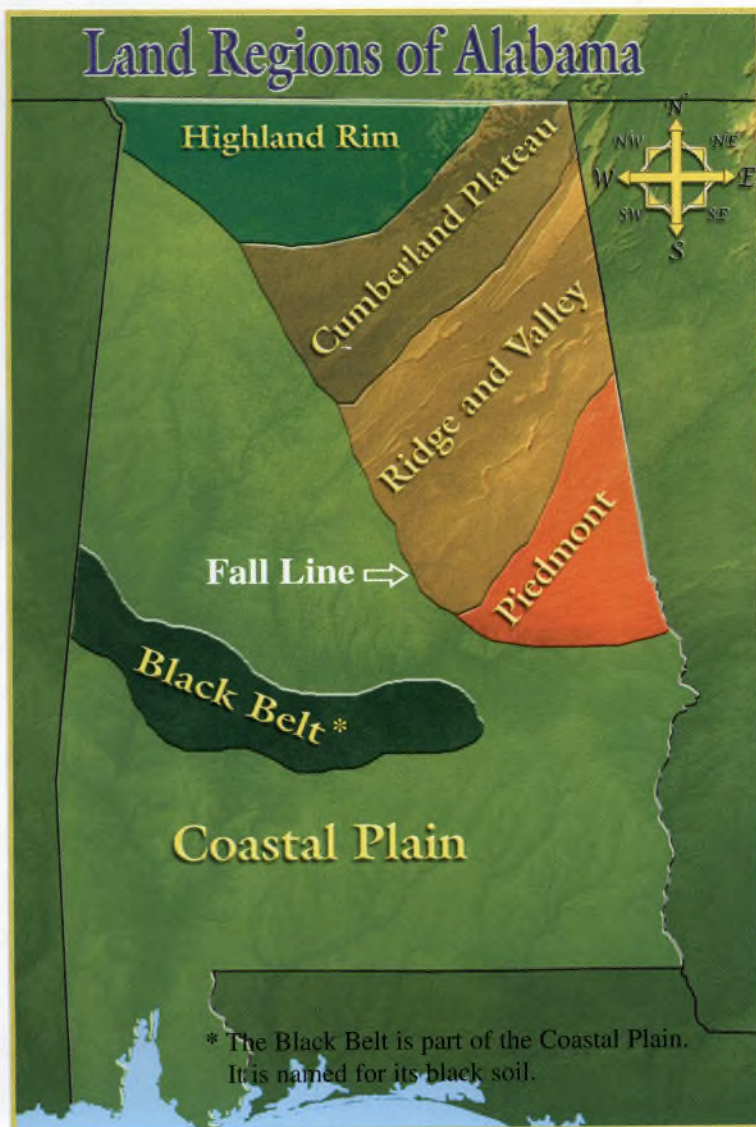 Land Regions of Alabama
Highland Rim
Cumberland Plateau
N
NW
NE
W
E
SW
SE
S
Ridge and Valley
Piedmont
Fall Line
Black Belt *
Coastal Plain
* The Black Belt is part of the Coastal Plain.
It is named for its black soil.